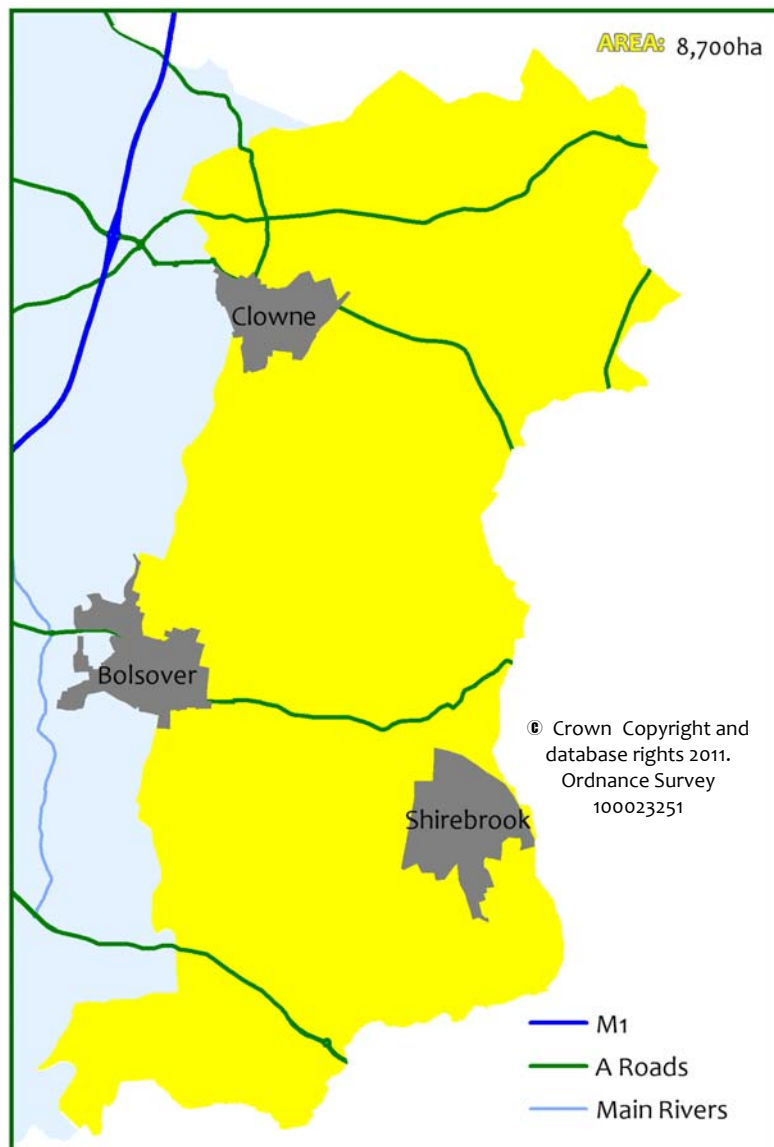 AREA: 8,700ha
Clowne
Bolsover
© Crown Copyright and
database rights 2011.
Ordnance Survey
100023251
Shirebrook
M1
A Roads
Main Rivers